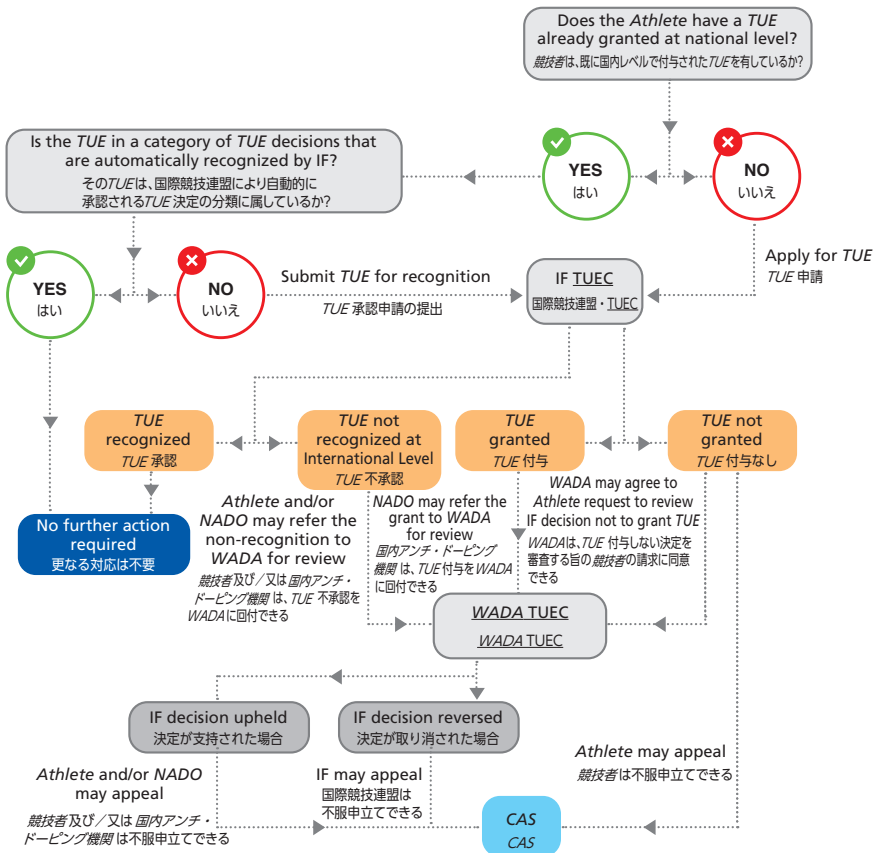 Does the Athlete have a TUE
already granted at national level?
競技者は、既に国内レベルで付与されたTUEを有しているか?
Is the TUE in a category of TUE decisions that
are automatically recognized by IF?
そのTUEは、国際競技連盟により自動的に
承認されるTUE 決定の分類に属しているか?
YES
はい
NO
いいえ
YES
はい
NO
いいえ
Submit TUE for recognition
TUE 承認申請の提出
IF TUEC
国際競技連盟・TUEC
Apply for TUE
TUE 申請
TUE
recognized
TUE 承認
TUE not
recognized at
International Level
TUE 不承認
TUE
granted
TUE 付与
TUE not
granted
TUE 付与なし
No further action
required
更なる対応は不要
Athlete and/or
NADO may refer the
non-recognition to
WADA for review
競技者及び/又は国内アンチ・
ドーピング機関は、TUE 不承認を
WADAに回付できる
NADO may refer the
grant to WADA
for review
国内アンチ・ドーピング
機関は、TUE付与をWADA
に回付できる
WADA may agree to
Athlete request to review
IF decision not to grant TUE
WADAは、TUE 付与しない決定を
審査する旨の競技者の請求に同意
できる
WADA TUEC
WADA TUEC
IF decision upheld
決定が支持された場合
IF decision reversed
決定が取り消された場合
Athlete and/or NADO
may appeal
競技者及び/又は国内アンチ・
ドーピング機関は不服申立てできる
IF may appeal
国際競技連盟は
不服申立てできる
Athlete may appeal
競技者は不服申立てできる
CAS
CAS